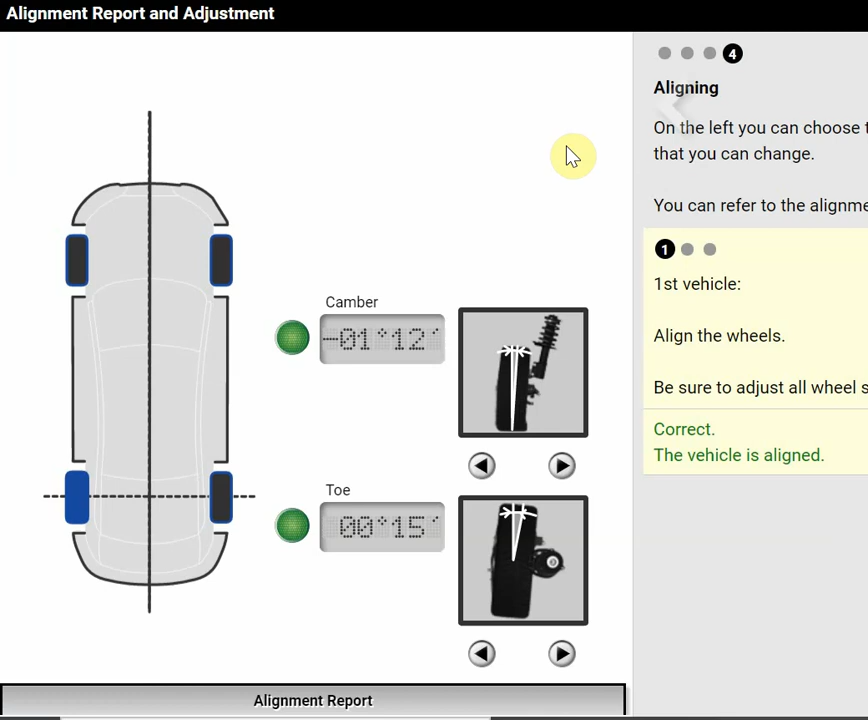 Alignment Report and Adjustment
4
Aligning
On the left you can choose
that you can change.
You can refer to the
1
1st vehicle:
Align the wheels.
Be sure to adjust all wheel
Correct.
The vehicle is aligned.
Camber
-01°12'
Toe
00°15'
Alignment Report